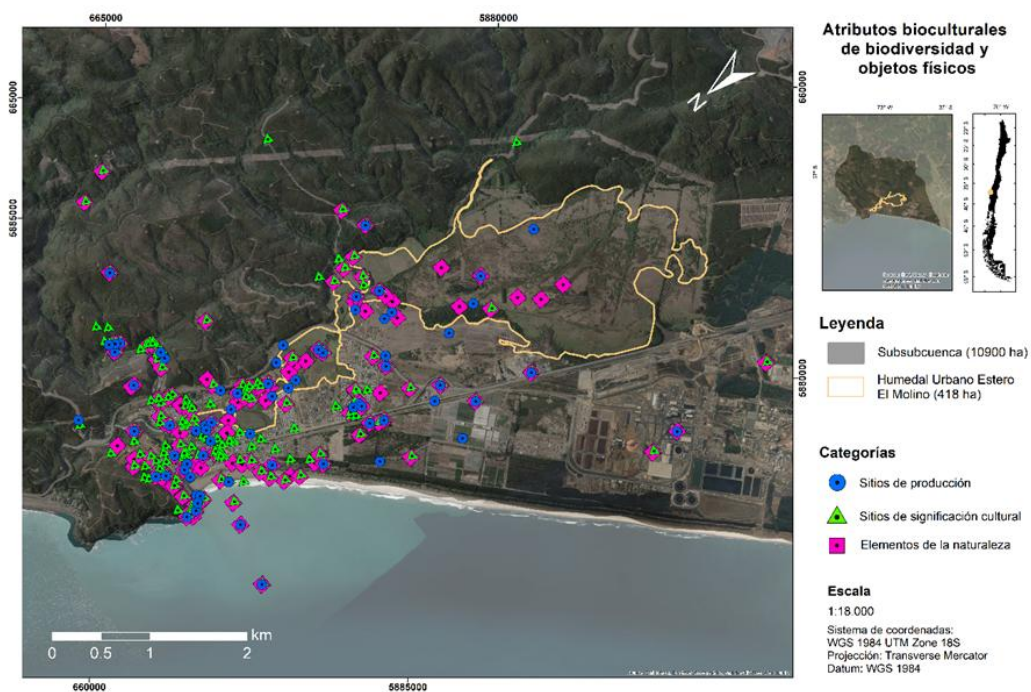 665000
5880000
665000
660000
5885000
5880000
N
km
0 0.5 1 2
660000
5885000
Atributos bioculturales
de biodiversidad y
objetos físicos
Leyenda
Subsubcuenca (10900 ha)
Humedal Urbano Estero
El Molino (418 ha)
Categorías
Sitios de producción
Sitios de significación cultural
Elementos de la naturaleza
Escala
1:18.000
Sistema de coordenadas:
WGS 1984 UTM Zone 18S
Projección: Transverse Mercator
Datum: WGS 1984